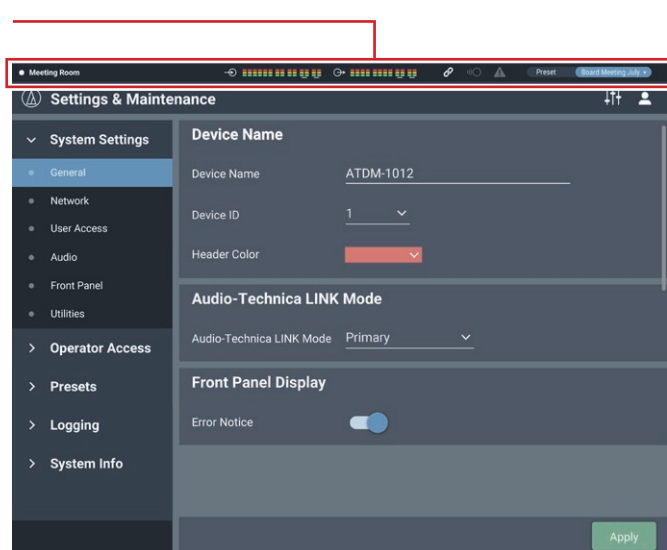 Meeting Room Preset Board Meeting July
Settings & Maintenance
System Settings
General
Network
User Access
Audio
Front Panel
Utilities
Operator Access
Presets
Logging
System Info
Device Name
Device Name ATDM-1012
Device ID 1
Header Color
Audio-Technica LINK Mode
Audio-Technica LINK Mode Primary
Front Panel Display
Error Notice
Apply